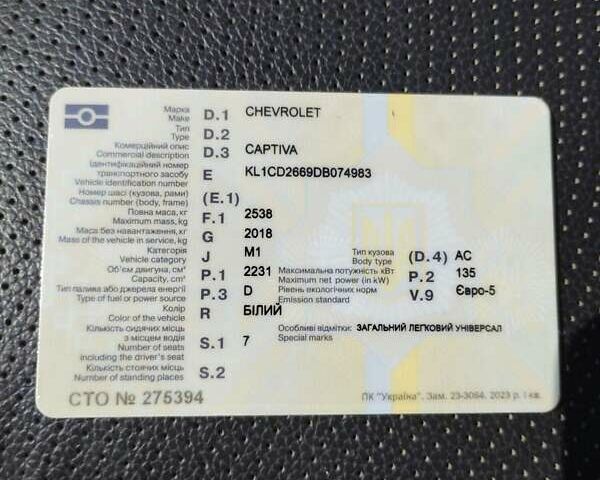 Марка
Make D.1 CHEVROLET
Тип
Type D.2
Комерційний опис
Commercial description D.3 CAPTIVA
Ідентифікаційний номер
транспортного засобу
Vehicle identification number E KL1CD2669DB074983
Номер шасі (кузова, рами)
Chassis number (body, frame) (E.1)
Повна маса, кг
Maximum mass, kg F.1 2538
Маса без навантаження, кг
Mass of the vehicle in service, kg G 2018
Категорія
Vehicle category J M1 Тип кузова
Body type (D.4) AC
Об'єм двигуна, см³
Capacity, cm³ P.1 2231 Максимальна потужність кВт
Maximum net power (in kW) P.2 135
Тип палива або джерела енергії
Type of fuel or power source P.3 D Рівень екологічних норм
Emission standard V.9 Євро-5
Колір
Color of the vehicle R БІЛИЙ
Кількість сидячих місць
з місцем водія
Number of seats
including the driver's seat S.1 7 Особливі відмітки: ЗАГАЛЬНИЙ ЛЕГКОВИЙ УНІВЕРСАЛ
Special marks
Кількість стоячих місць
Number of standing places S.2
СТО № 275394
ПК "Україна". Зам. 23-3064. 2023 р. I кв.